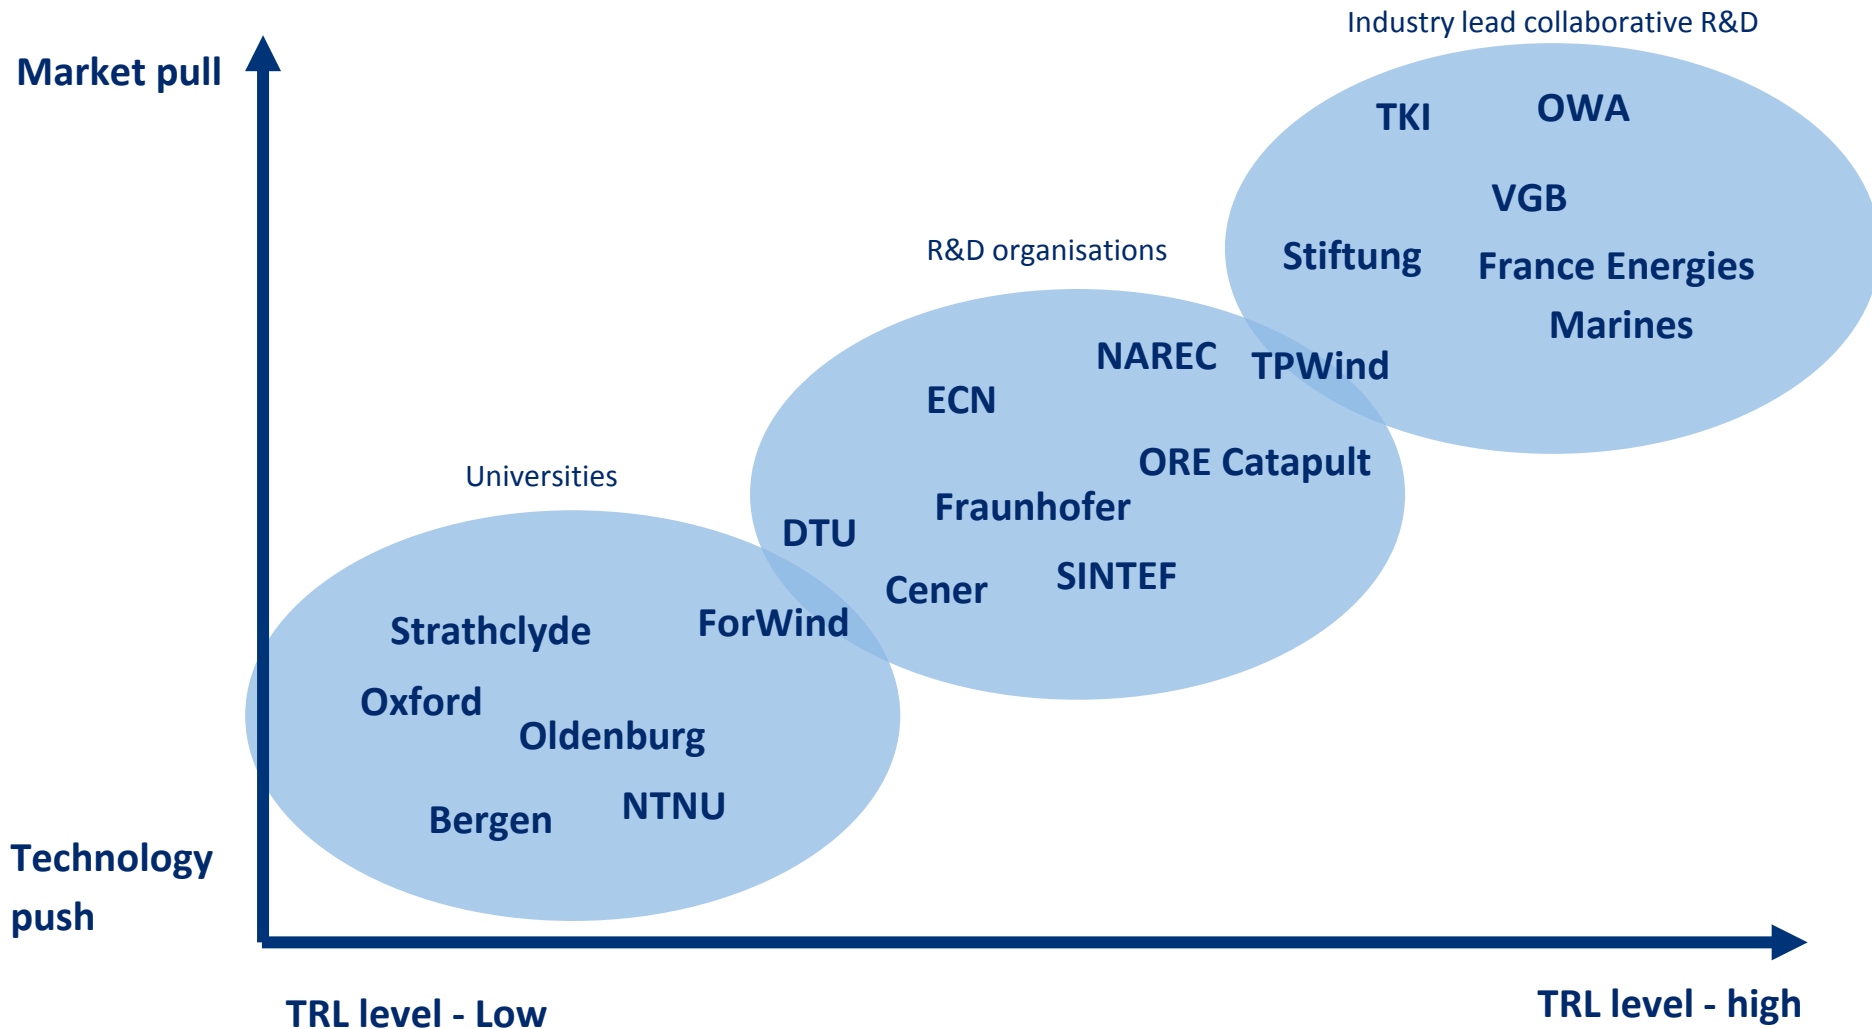 Industry lead collaborative R&D
Market pull
TKI
OWA
VGB
Stiftung
France Energies
Marines
R&D organisations
NAREC
TPWind
ECN
ORE Catapult
Fraunhofer
DTU
Cener
SINTEF
Universities
Strathclyde
ForWind
Oxford
Oldenburg
Bergen
NTNU
Technology
push
TRL level - Low
TRL level - high